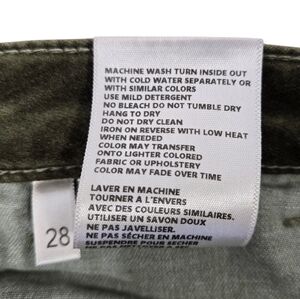 MACHINE WASH TURN INSIDE OUT
WITH COLD WATER SEPARATELY OR
WITH SIMILAR COLORS
USE MILD DETERGENT
NO BLEACH DO NOT TUMBLE DRY
HANG TO DRY
DO NOT DRY CLEAN
IRON ON REVERSE WITH LOW HEAT
WHEN NEEDED
COLOR MAY TRANSFER
ONTO LIGHTER COLORED
FABRIC OR UPHOLSTERY
COLOR MAY FADE OVER TIME
LAVER EN MACHINE
TOURNER A L'ENVERS
AVEC DES COULEURS SIMILAIRES.
UTILISER UN SAVON DOUX
NE PAS JAVELLISER.
NE PAS SÉCHER EN MACHINE
SUSPENDRE POUR SECHER
28